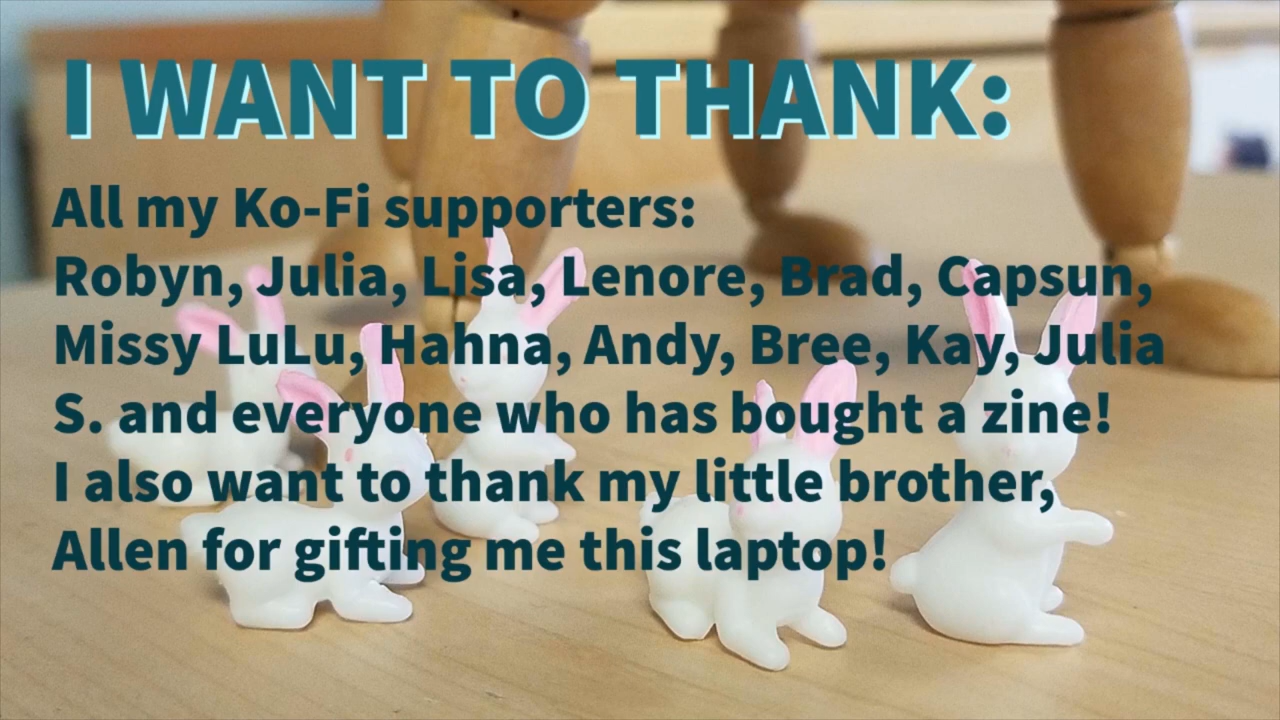 I WANT TO THANK:
All my Ko-Fi supporters:
Robyn, Julia, Lisa, Lenore, Brad, Capsun,
Missy LuLu, Hahna, Andy, Bree, Kay, Julia
S. and everyone who has bought a zine!
I also want to thank my little brother,
Allen for gifting me this laptop!